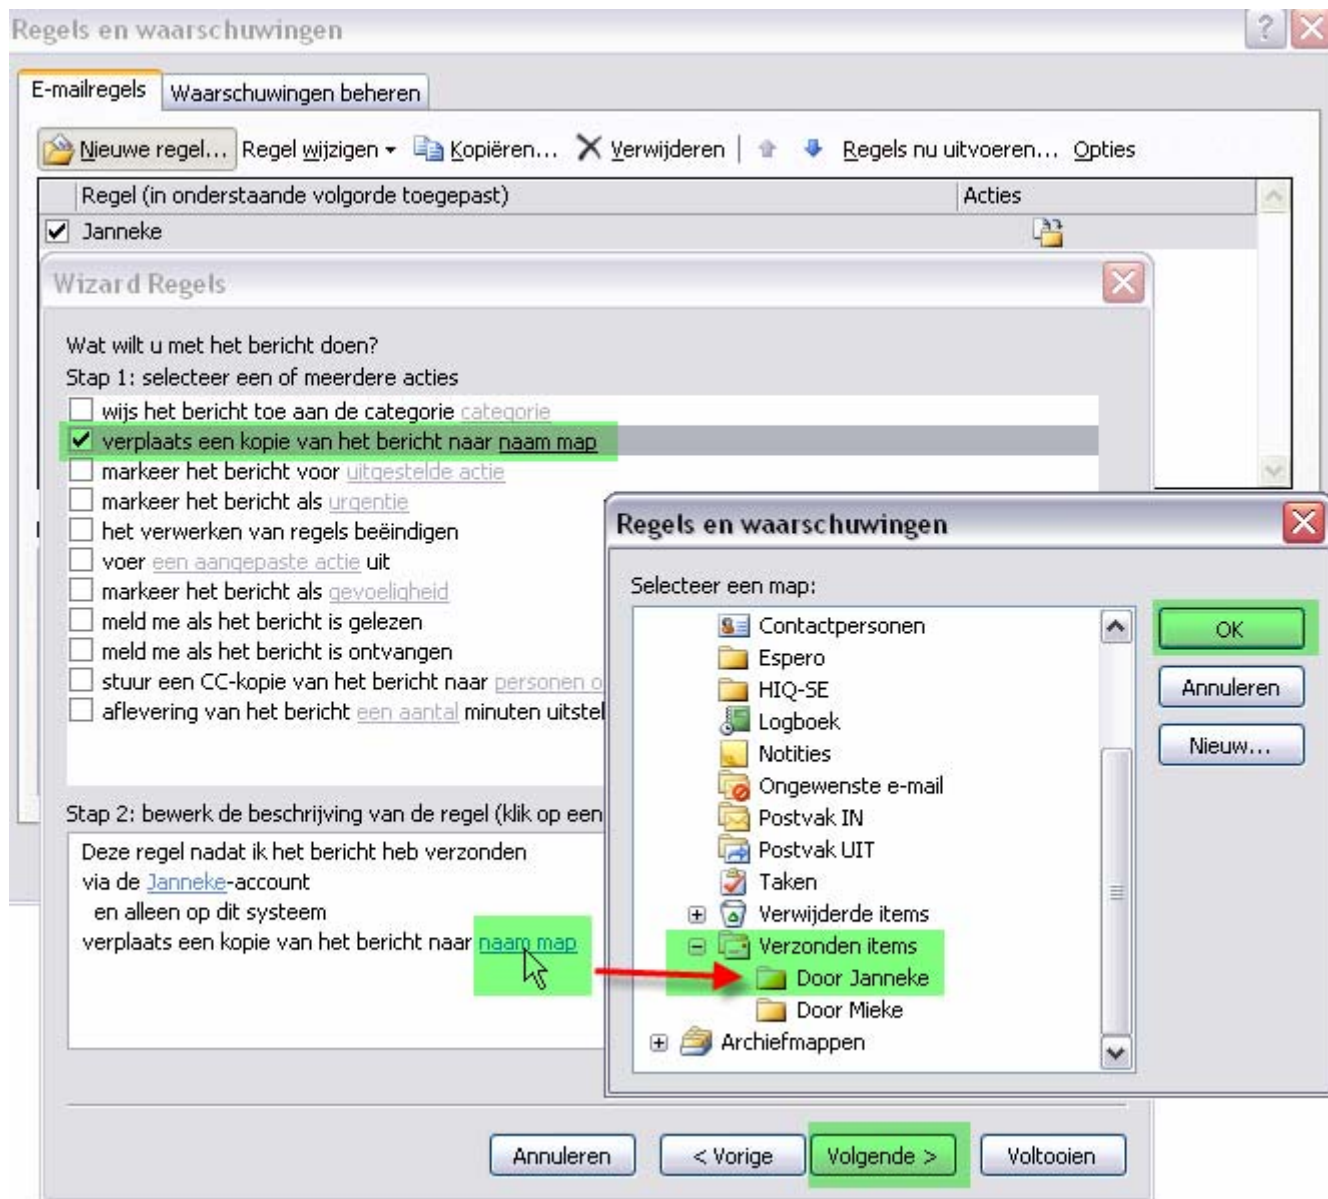 Regels en waarschuwingen
E-mailregels Waarschuwingen beheren
Nieuwe regel... Regel wijzigen Kopiëren... Verwijderen Regels nu uitvoeren... Opties
Regel (in onderstaande volgorde toegepast) Acties
Janneke
Wizard Regels
Wat wilt u met het bericht doen?
Stap 1: selecteer een of meerdere acties
wijs het bericht toe aan de categorie categorie
verplaats een kopie van het bericht naar naam map
markeer het bericht voor uitgestelde actie
markeer het bericht als urgentie
het verwerken van regels beëindigen
voer een aangepaste actie uit
markeer het bericht als gevoeligheid
meld me als het bericht is gelezen
meld me als het bericht is ontvangen
stuur een CC-kopie van het bericht naar personen o
aflevering van het bericht een aantal minuten uitstel
Stap 2: bewerk de beschrijving van de regel (klik op een
Deze regel nadat ik het bericht heb verzonden
via de Janneke-account
en alleen op dit systeem
verplaats een kopie van het bericht naar naam map
Regels en waarschuwingen
Selecteer een map:
Contactpersonen
Espero
HIQ-SE
Logboek
Notities
Ongewenste e-mail
Postvak IN
Postvak UIT
Taken
Verwijderde items
Verzonden items
Door Janneke
Door Mieke
Archiefmappen
OK
Annuleren
Nieuw...
Annuleren < Vorige Volgende > Voltooien